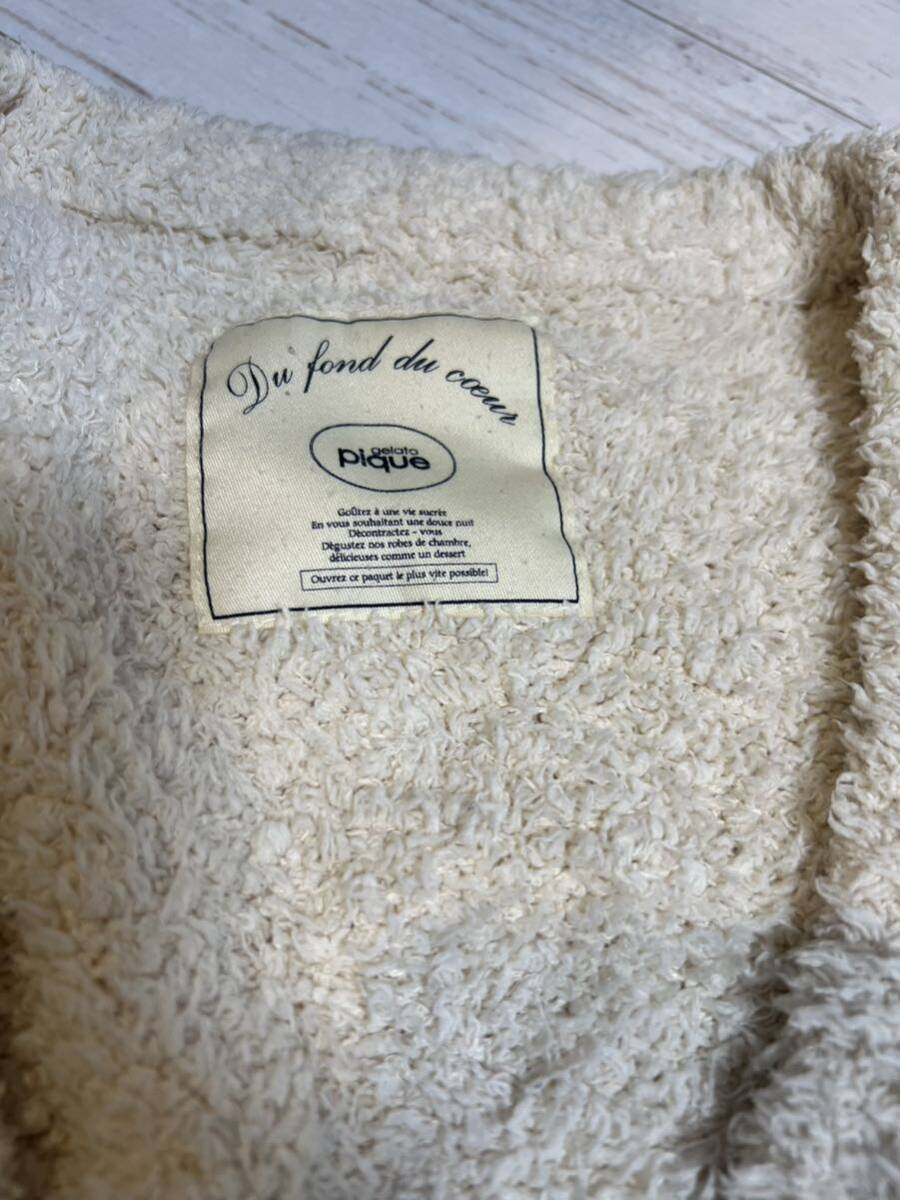 Du fond du cœur
gelato
pique
Goûtez à une vie sucrée
En vous souhaitant une douce nuit
Décontractez - vous
Dégustez nos robes de chambre,
délicieuses comme un dessert
Ouvrez ce paquet le plus vite possible!